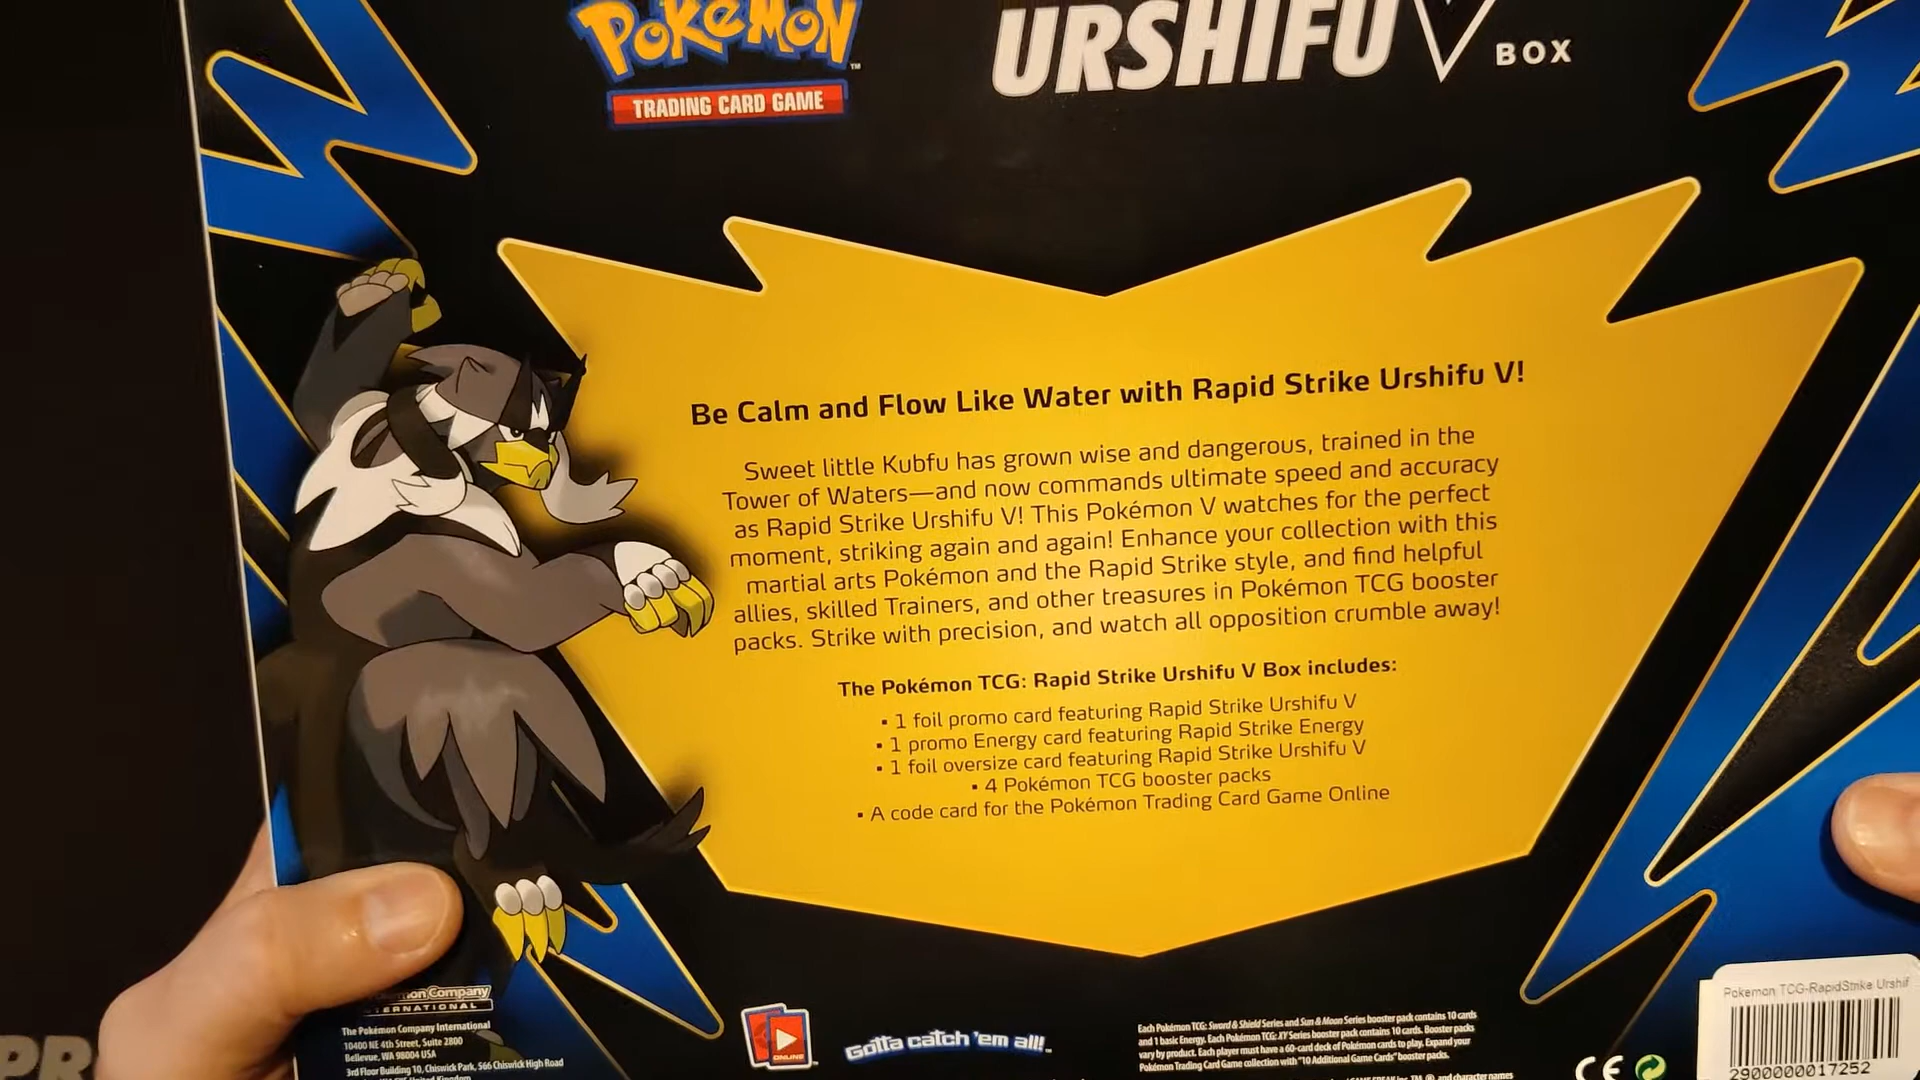 POKéMON
TRADING CARD GAME
URSHIFU V BOX
Be Calm and Flow Like Water with Rapid Strike Urshifu V!
Sweet little Kubfu has grown wise and dangerous, trained in the
Tower of Waters—and now commands ultimate speed and accuracy
as Rapid Strike Urshifu V! This Pokémon V watches for the perfect
moment, striking again and again! Enhance your collection with this
martial arts Pokémon and the Rapid Strike style, and find helpful
allies, skilled Trainers, and other treasures in Pokémon TCG booster
packs. Strike with precision, and watch all opposition crumble away!
The Pokémon TCG: Rapid Strike Urshifu V Box includes:
▪ 1 foil promo card featuring Rapid Strike Urshifu V
▪ 1 promo Energy card featuring Rapid Strike Energy
▪ 1 foil oversize card featuring Rapid Strike Urshifu V
▪ 4 Pokémon TCG booster packs
▪ A code card for the Pokémon Trading Card Game Online
Company
The Pokémon Company International
10400 NE 4th Street, Suite 2800
Bellevue, WA 98004 USA
3rd Floor Building 10, Chiswick Park, 566 Chiswick High Road
ONLINE
Gotta catch 'em all!™
Each Pokémon TCG: Sword & Shield Series and Sun & Moon Series booster pack contains 10 cards
and 1 basic Energy. Each Pokémon TCG: XY Series booster pack contains 10 cards. Booster packs
vary by product. Each player must have a 60-card deck of Pokémon cards to play. Expand your
Pokémon Trading Card Game collection with "10 Additional Game Cards" booster packs.
and character names
CE
Pokemon TCG-RapidStrike Urshif
2900000017252
PR